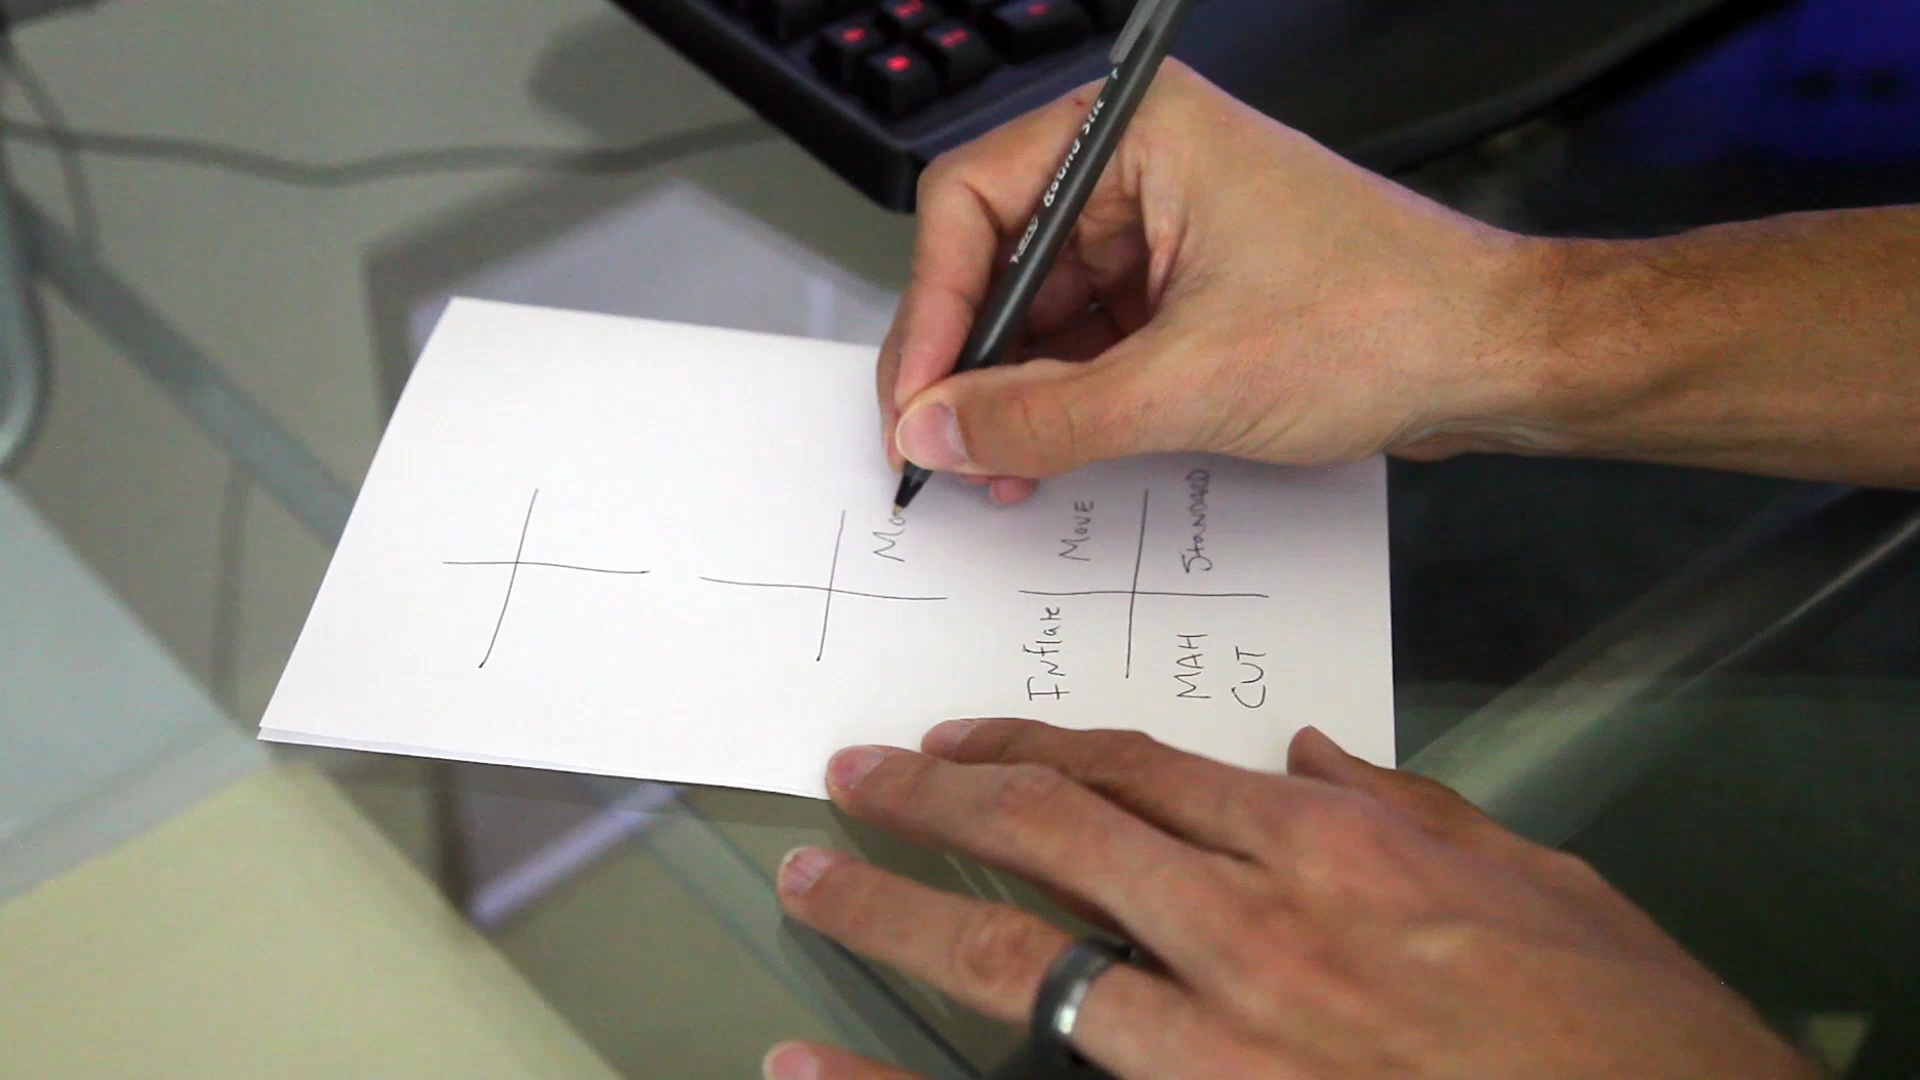 BIC Round Stic
Mo
INflate Move
MAH StaNDARD
CUT